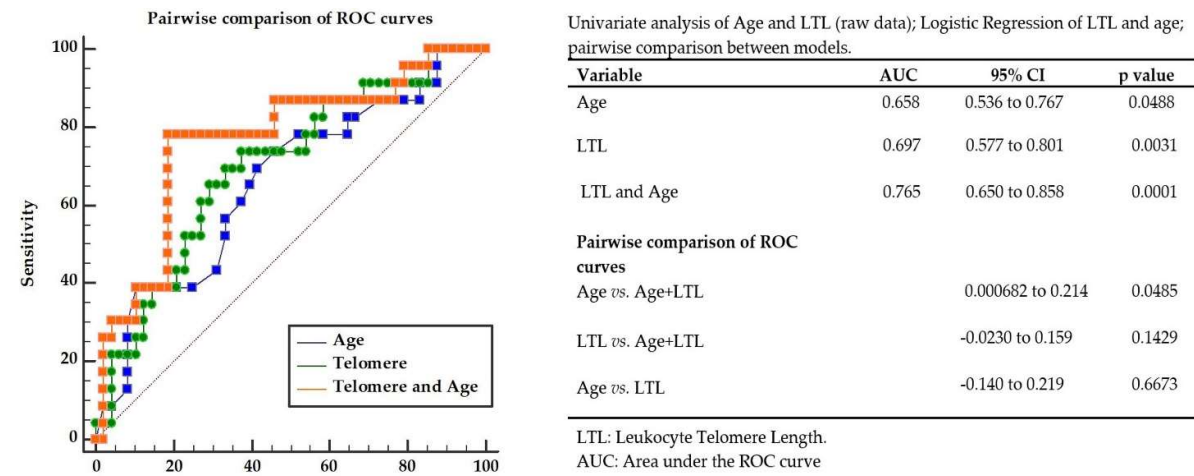 Pairwise comparison of ROC curves
100
80
60
40
20
0
Sensitivity
Age
Telomere
Telomere and Age
0 20 40 60 80 100
Univariate analysis of Age and LTL (raw data); Logistic Regression of LTL and age;
pairwise comparison between models.
Variable AUC 95% CI p value
Age 0.658 0.536 to 0.767 0.0488
LTL 0.697 0.577 to 0.801 0.0031
LTL and Age 0.765 0.650 to 0.858 0.0001
Pairwise comparison of ROC
curves
Age vs. Age+LTL 0.000682 to 0.214 0.0485
LTL vs. Age+LTL -0.0230 to 0.159 0.1429
Age vs. LTL -0.140 to 0.219 0.6673
LTL: Leukocyte Telomere Length.
AUC: Area under the ROC curve